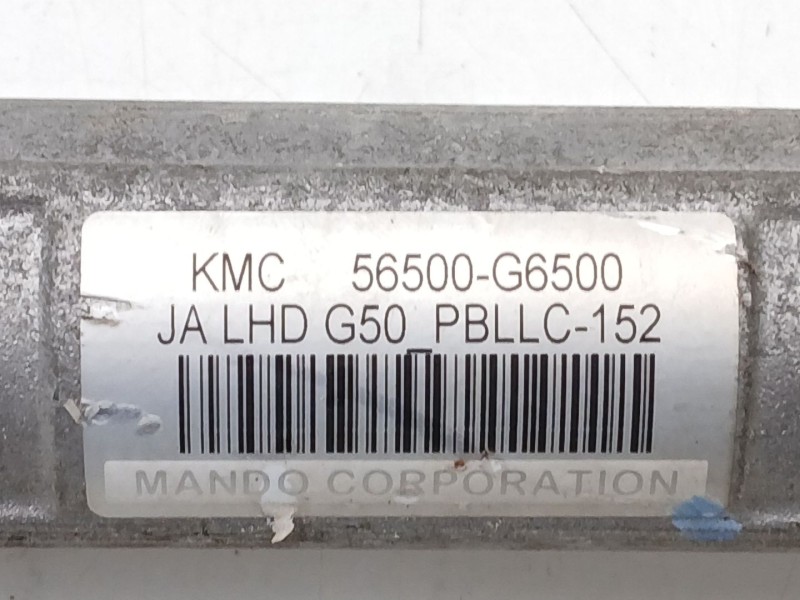 KMC 56500-G6500
JA LHD G50_PBLLC-152
MANDO CORPORATION